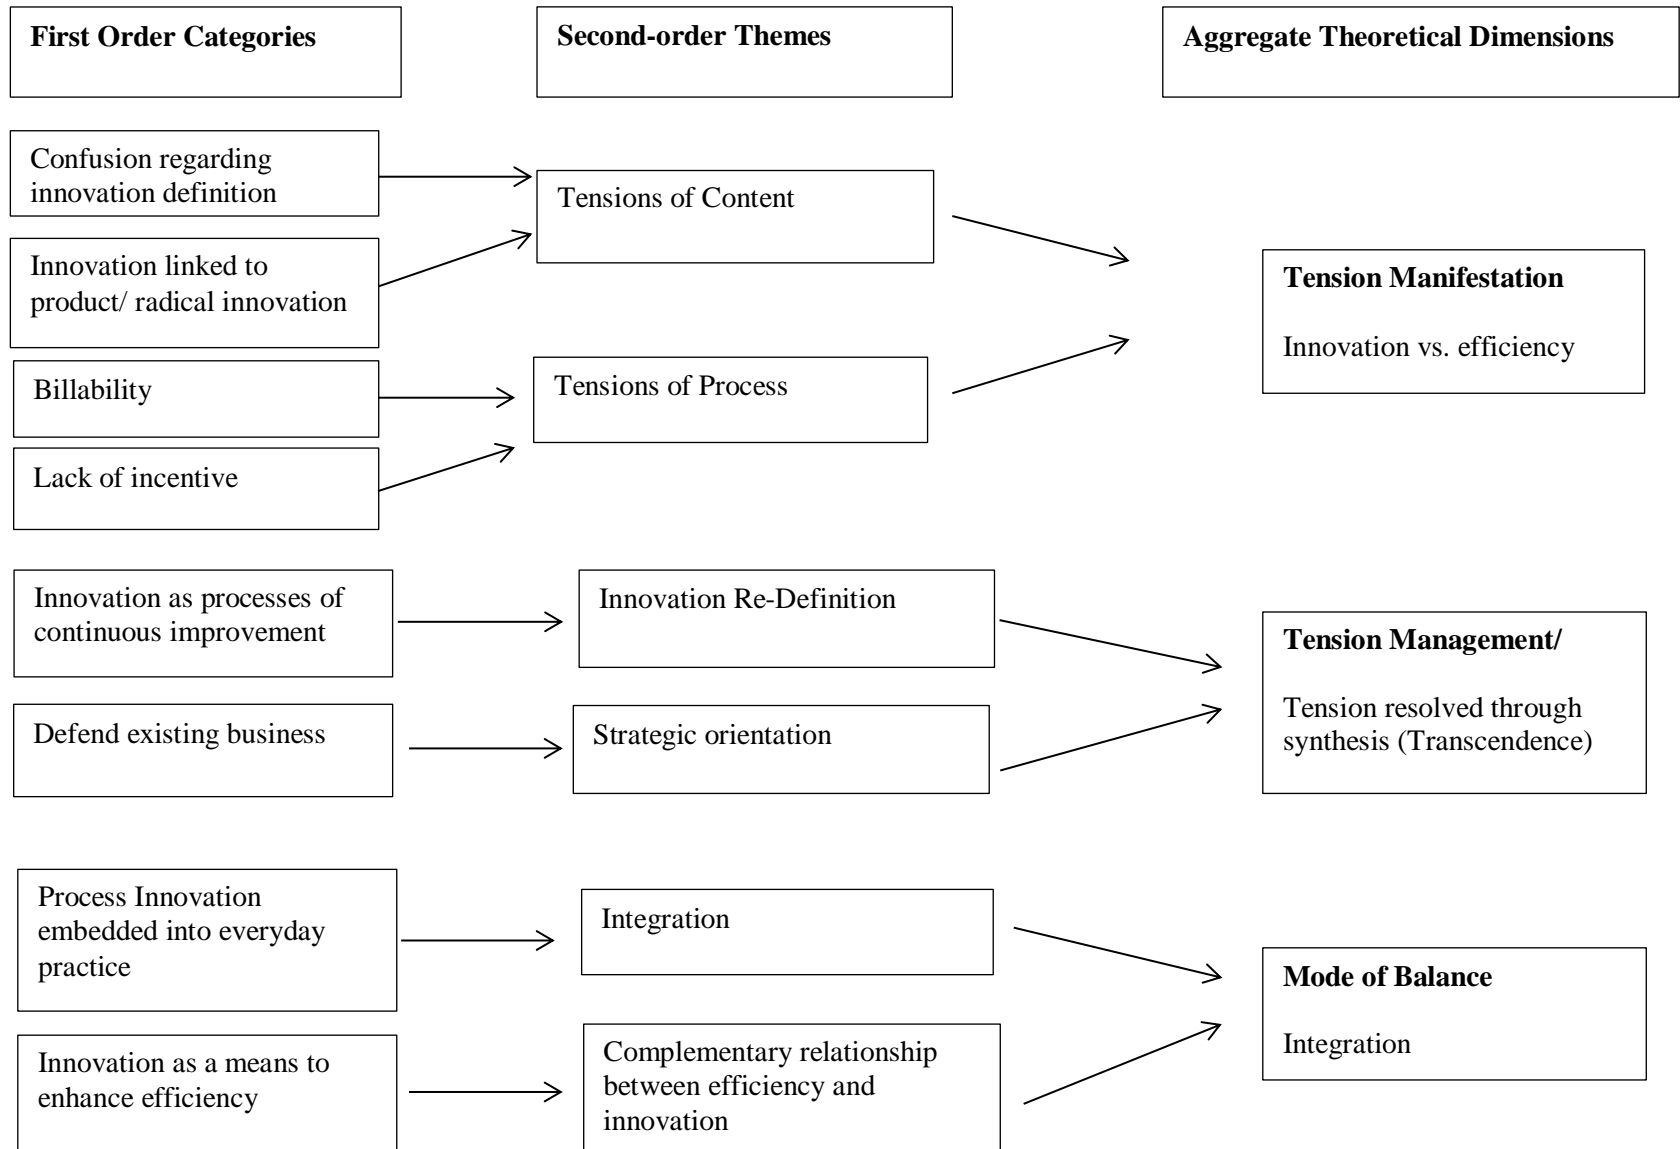 First Order Categories
Second-order Themes
Aggregate Theoretical Dimensions
Confusion regarding
innovation definition
Innovation linked to
product/ radical innovation
Billability
Lack of incentive
Tensions of Content
Tensions of Process
Tension Manifestation
Innovation vs. efficiency
Innovation as processes of
continuous improvement
Defend existing business
Innovation Re-Definition
Strategic orientation
Tension Management/
Tension resolved through
synthesis (Transcendence)
Process Innovation
embedded into everyday
practice
Innovation as a means to
enhance efficiency
Integration
Complementary relationship
between efficiency and
innovation
Mode of Balance
Integration